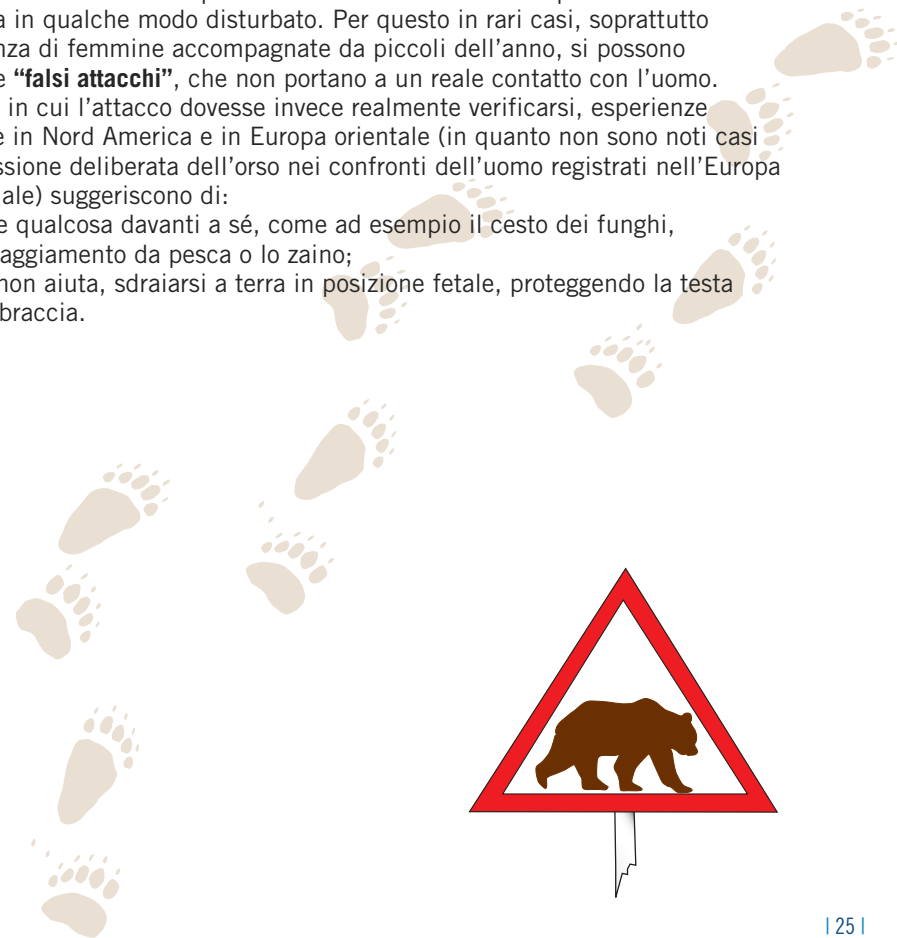 a in qualche modo disturbato. Per questo in rari casi, soprattutto
nza di femmine accompagnate da piccoli dell'anno, si possono
e "falsi attacchi", che non portano a un reale contatto con l'uomo.
in cui l'attacco dovesse invece realmente verificarsi, esperienze
e in Nord America e in Europa orientale (in quanto non sono noti casi
ssione deliberata dell'orso nei confronti dell'uomo registrati nell'Europa
ale) suggeriscono di:
e qualcosa davanti a sé, come ad esempio il cesto dei funghi,
aggiamento da pesca o lo zaino;
non aiuta, sdraiarsi a terra in posizione fetale, proteggendo la testa
braccia.
| 25 |